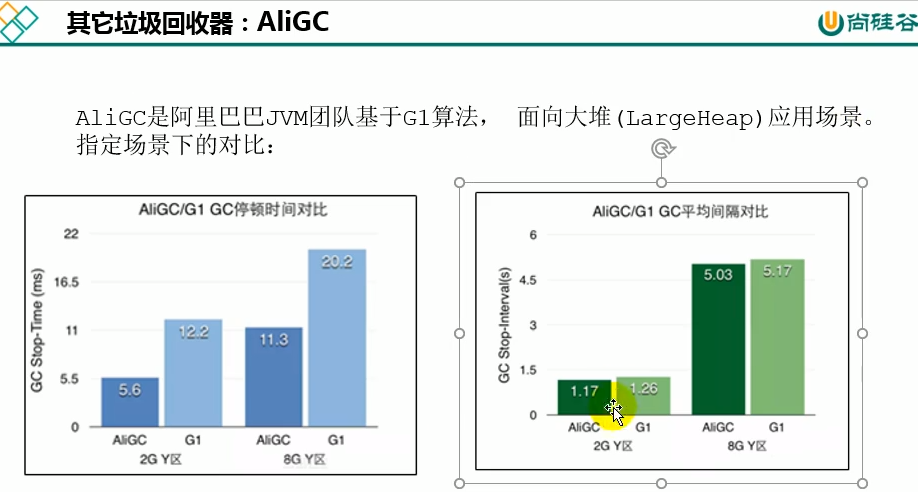 其它垃圾回收器：AliGC
尚硅谷
AliGC是阿里巴巴JVM团队基于G1算法， 面向大堆(LargeHeap)应用场景。
指定场景下的对比：
AliGC/G1 GC停顿时间对比
GC Stop-Time (ms)
22
16.5
11
5.5
0
5.6
12.2
11.3
20.2
AliGC G1 AliGC G1
2G Y区 8G Y区
AliGC/G1 GC平均间隔对比
GC Stop-Interval(s)
6
4.5
3
1.5
0
1.17
1.26
5.03
5.17
AliGC G1 AliGC G1
2G Y区 8G Y区